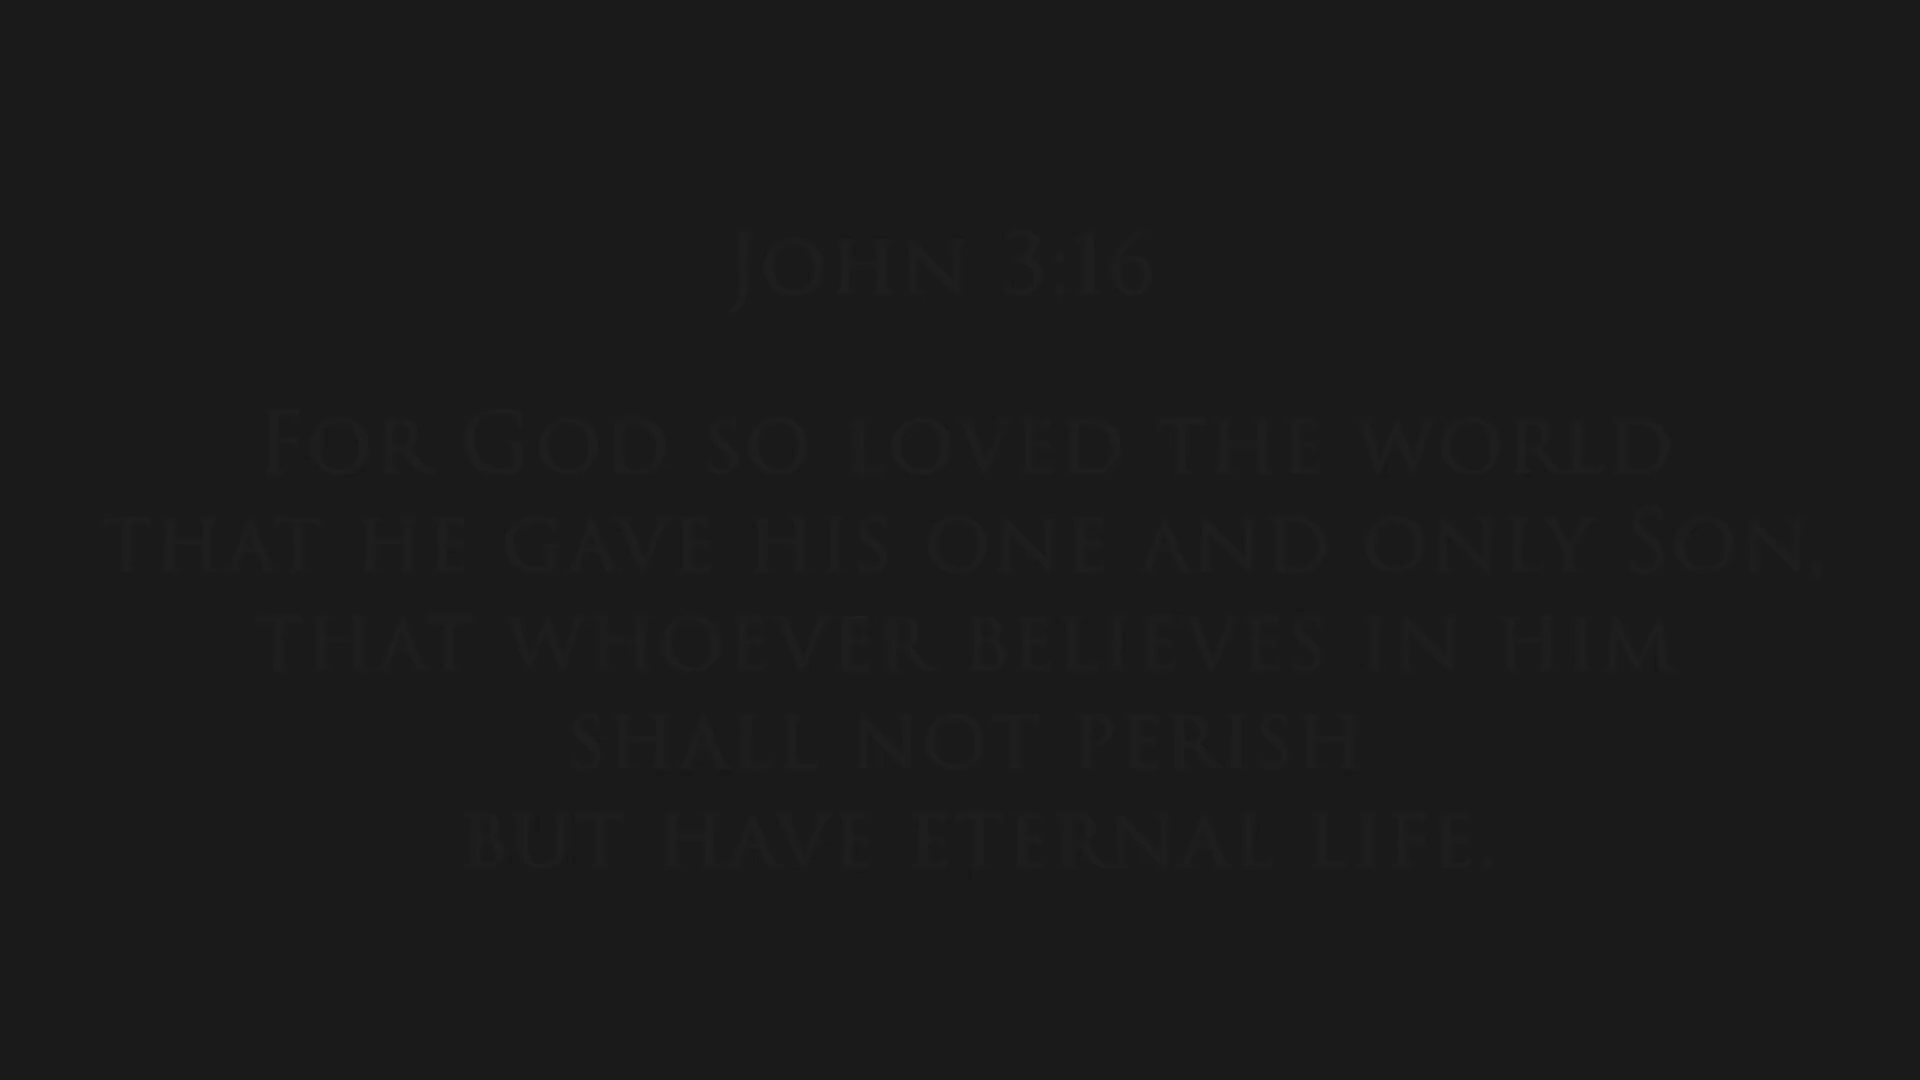 John 3:16
For God so loved the world
that he gave his one and only Son,
that whoever believes in him
shall not perish
but have eternal life.